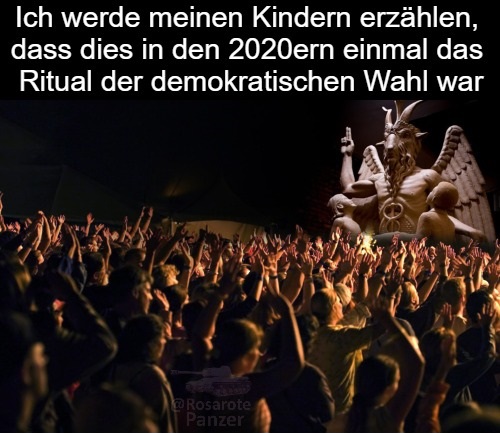 Ich werde meinen Kindern erzählen,
dass dies in den 2020ern einmal das
Ritual der demokratischen Wahl war
@Rosarote
Panzer